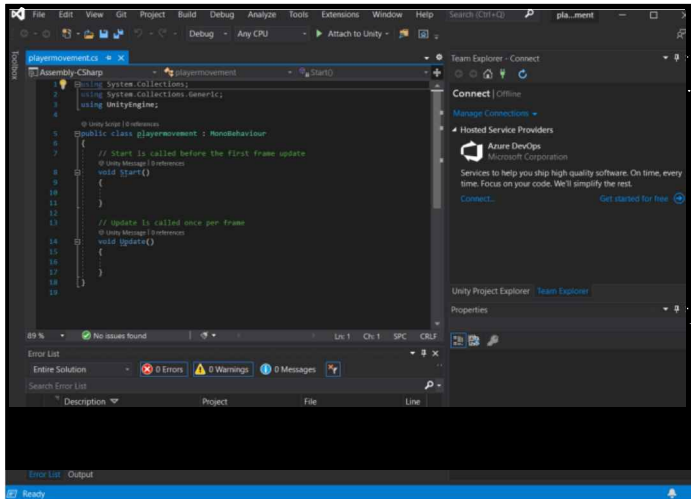 File Edit View Git Project Build Debug Analyze Tools Extensions Window Help Search (Ctrl+Q) pla...ment
Debug Any CPU Attach to Unity
Toolbox
playermovement.cs
Assembly-CSharp playermovement Start()
1 using System.Collections;
2 using System.Collections.Generic;
3 using UnityEngine;
4
Unity Script | 0 references
5 public class playermovement : MonoBehaviour
6 {
7 // Start is called before the first frame update
Unity Message | 0 references
8 void Start()
9 {
10
11 }
12
13 // Update is called once per frame
Unity Message | 0 references
14 void Update()
15 {
16
17 }
18 }
19
89 % No issues found Ln: 1 Ch: 1 SPC CRLF
Error List
Entire Solution 0 Errors 0 Warnings 0 Messages
Search Error List
Description Project File Line
Error List Output
Ready
Team Explorer - Connect
Connect | Offline
Manage Connections
Hosted Service Providers
Azure DevOps
Microsoft Corporation
Services to help you ship high quality software. On time, every
time. Focus on your code. We'll simplify the rest.
Connect... Get started for free
Unity Project Explorer Team Explorer
Properties